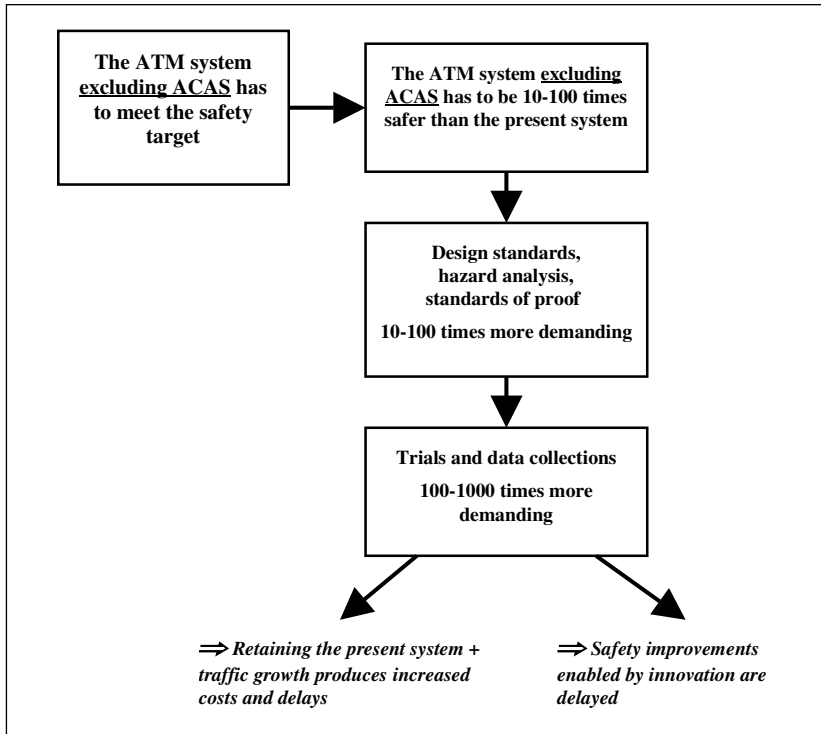 The ATM system
excluding ACAS has
to meet the safety
target
The ATM system excluding
ACAS has to be 10-100 times
safer than the present system
Design standards,
hazard analysis,
standards of proof
10-100 times more demanding
Trials and data collections
100-1000 times more
demanding
⇒ Retaining the present system +
traffic growth produces increased
costs and delays
⇒ Safety improvements
enabled by innovation are
delayed